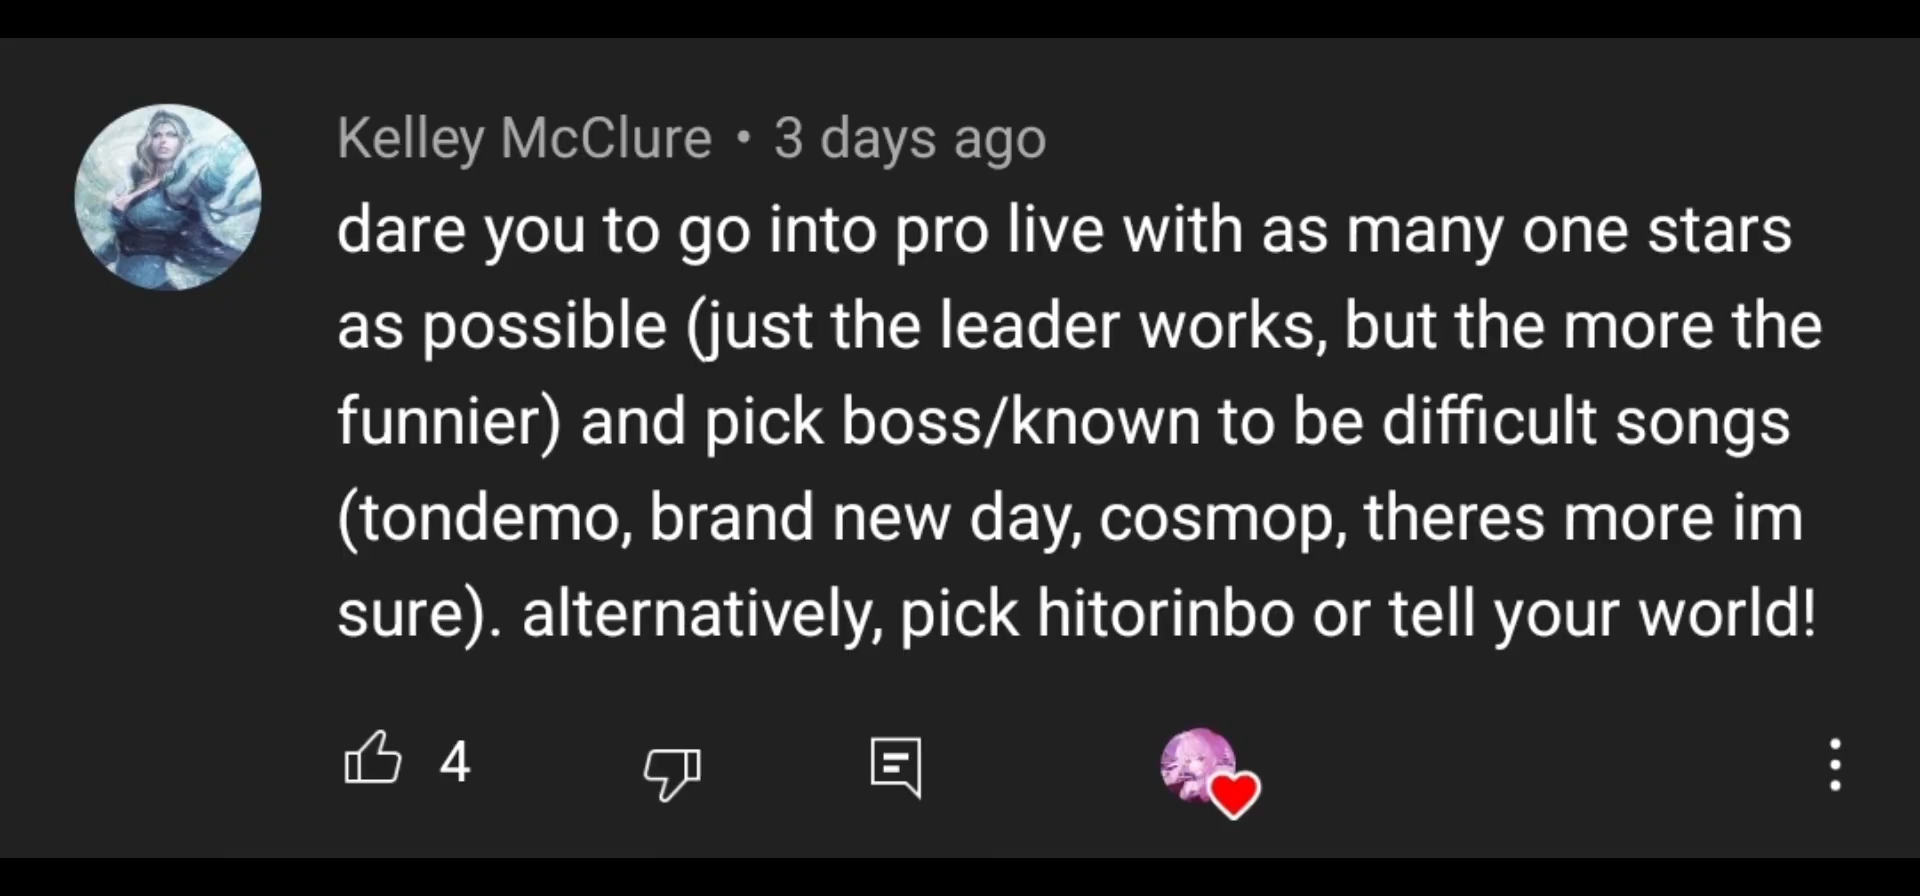 Kelley McClure • 3 days ago
dare you to go into pro live with as many one stars
as possible (just the leader works, but the more the
funnier) and pick boss/known to be difficult songs
(tondemo, brand new day, cosmop, theres more im
sure). alternatively, pick hitorinbo or tell your world!
4